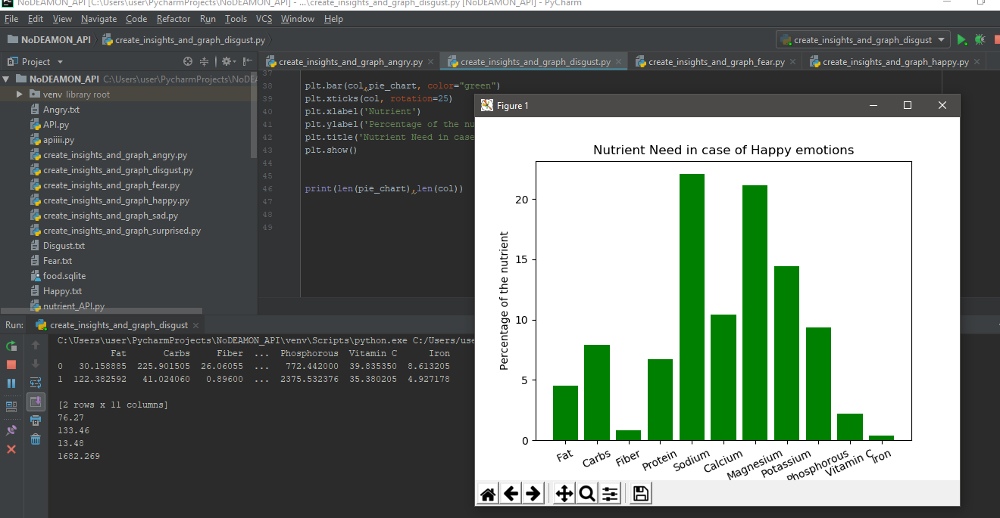 NoDEAMON_API [C:\Users\user\PycharmProjects\NoDEAMON_API] - ...\create_insights_and_graph_disgust.py [NoDEAMON_API] - PyCharm
File Edit View Navigate Code Refactor Run Tools VCS Window Help
NoDEAMON_API create_insights_and_graph_disgust.py
create_insights_and_graph_disgust
Project
create_insights_and_graph_angry.py create_insights_and_graph_disgust.py create_insights_and_graph_fear.py create_insights_and_graph_happy.py
NoDEAMON_API C:\Users\user\PycharmProjects\NoDE
venv library root
Angry.txt
API.py
apiiii.py
create_insights_and_graph_angry.py
create_insights_and_graph_disgust.py
create_insights_and_graph_fear.py
create_insights_and_graph_happy.py
create_insights_and_graph_sad.py
create_insights_and_graph_surprised.py
Disgust.txt
Fear.txt
food.sqlite
Happy.txt
nutrient_API.py
37
38 plt.bar(col,pie_chart, color="green")
39 plt.xticks(col, rotation=25)
40 plt.xlabel('Nutrient')
41 plt.ylabel('Percentage of the nu
42 plt.title('Nutrient Need in case
43 plt.show()
44
45
46 print(len(pie_chart),len(col))
47
48
49
Figure 1
Nutrient Need in case of Happy emotions
Percentage of the nutrient
20
15
10
5
0
Fat Carbs Fiber Protein Sodium Calcium Magnesium Potassium Phosphorous Vitamin C Iron
Run: create_insights_and_graph_disgust
C:\Users\user\PycharmProjects\NoDEAMON_API\venv\Scripts\python.exe C:/Users/use
Fat Carbs Fiber ... Phosphorous Vitamin C Iron
0 30.158885 225.901505 26.06055 ... 772.442000 39.835350 8.613205
1 122.382592 41.024060 0.89600 ... 2375.532376 35.380205 4.927178
[2 rows x 11 columns]
76.27
133.46
13.48
1682.269